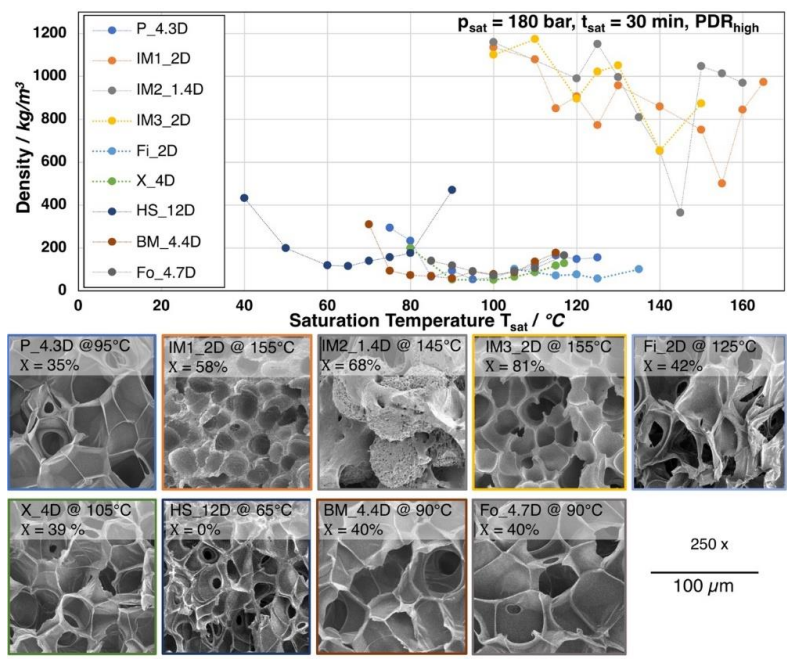 p_sat = 180 bar, t_sat = 30 min, PDR_high
Density / kg/m³
1200
1000
800
600
400
200
0
P_4.3D
IM1_2D
IM2_1.4D
IM3_2D
Fi_2D
X_4D
HS_12D
BM_4.4D
Fo_4.7D
0 20 40 60 80 100 120 140 160
Saturation Temperature T_sat / °C
P_4.3D @95°C
X = 35%
IM1_2D @ 155°C
X = 58%
IM2_1.4D @ 145°C
X = 68%
IM3_2D @ 155°C
X = 81%
Fi_2D @ 125°C
X = 42%
X_4D @ 105°C
X = 39 %
HS_12D @ 65°C
X = 0%
BM_4.4D @ 90°C
X = 40%
Fo_4.7D @ 90°C
X = 40%
250 x
100 µm